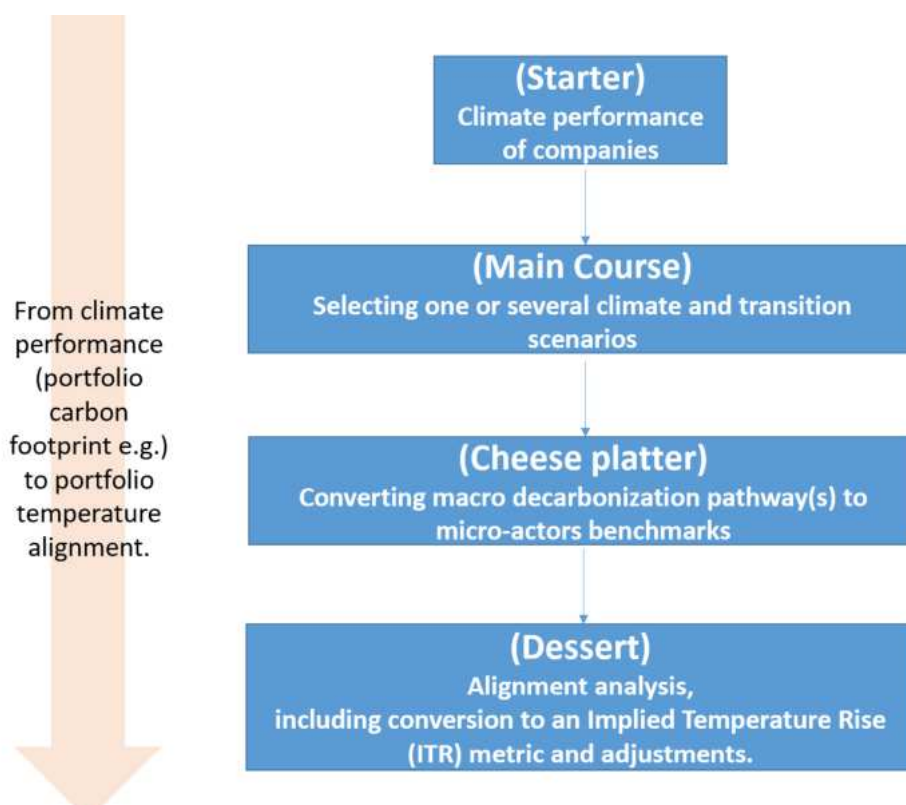 (Starter)
Climate performance
of companies
(Main Course)
Selecting one or several climate and transition
scenarios
From climate
performance
(portfolio
carbon
footprint e.g.)
to portfolio
temperature
alignment.
(Cheese platter)
Converting macro decarbonization pathway(s) to
micro-actors benchmarks
(Dessert)
Alignment analysis,
including conversion to an Implied Temperature Rise
(ITR) metric and adjustments.